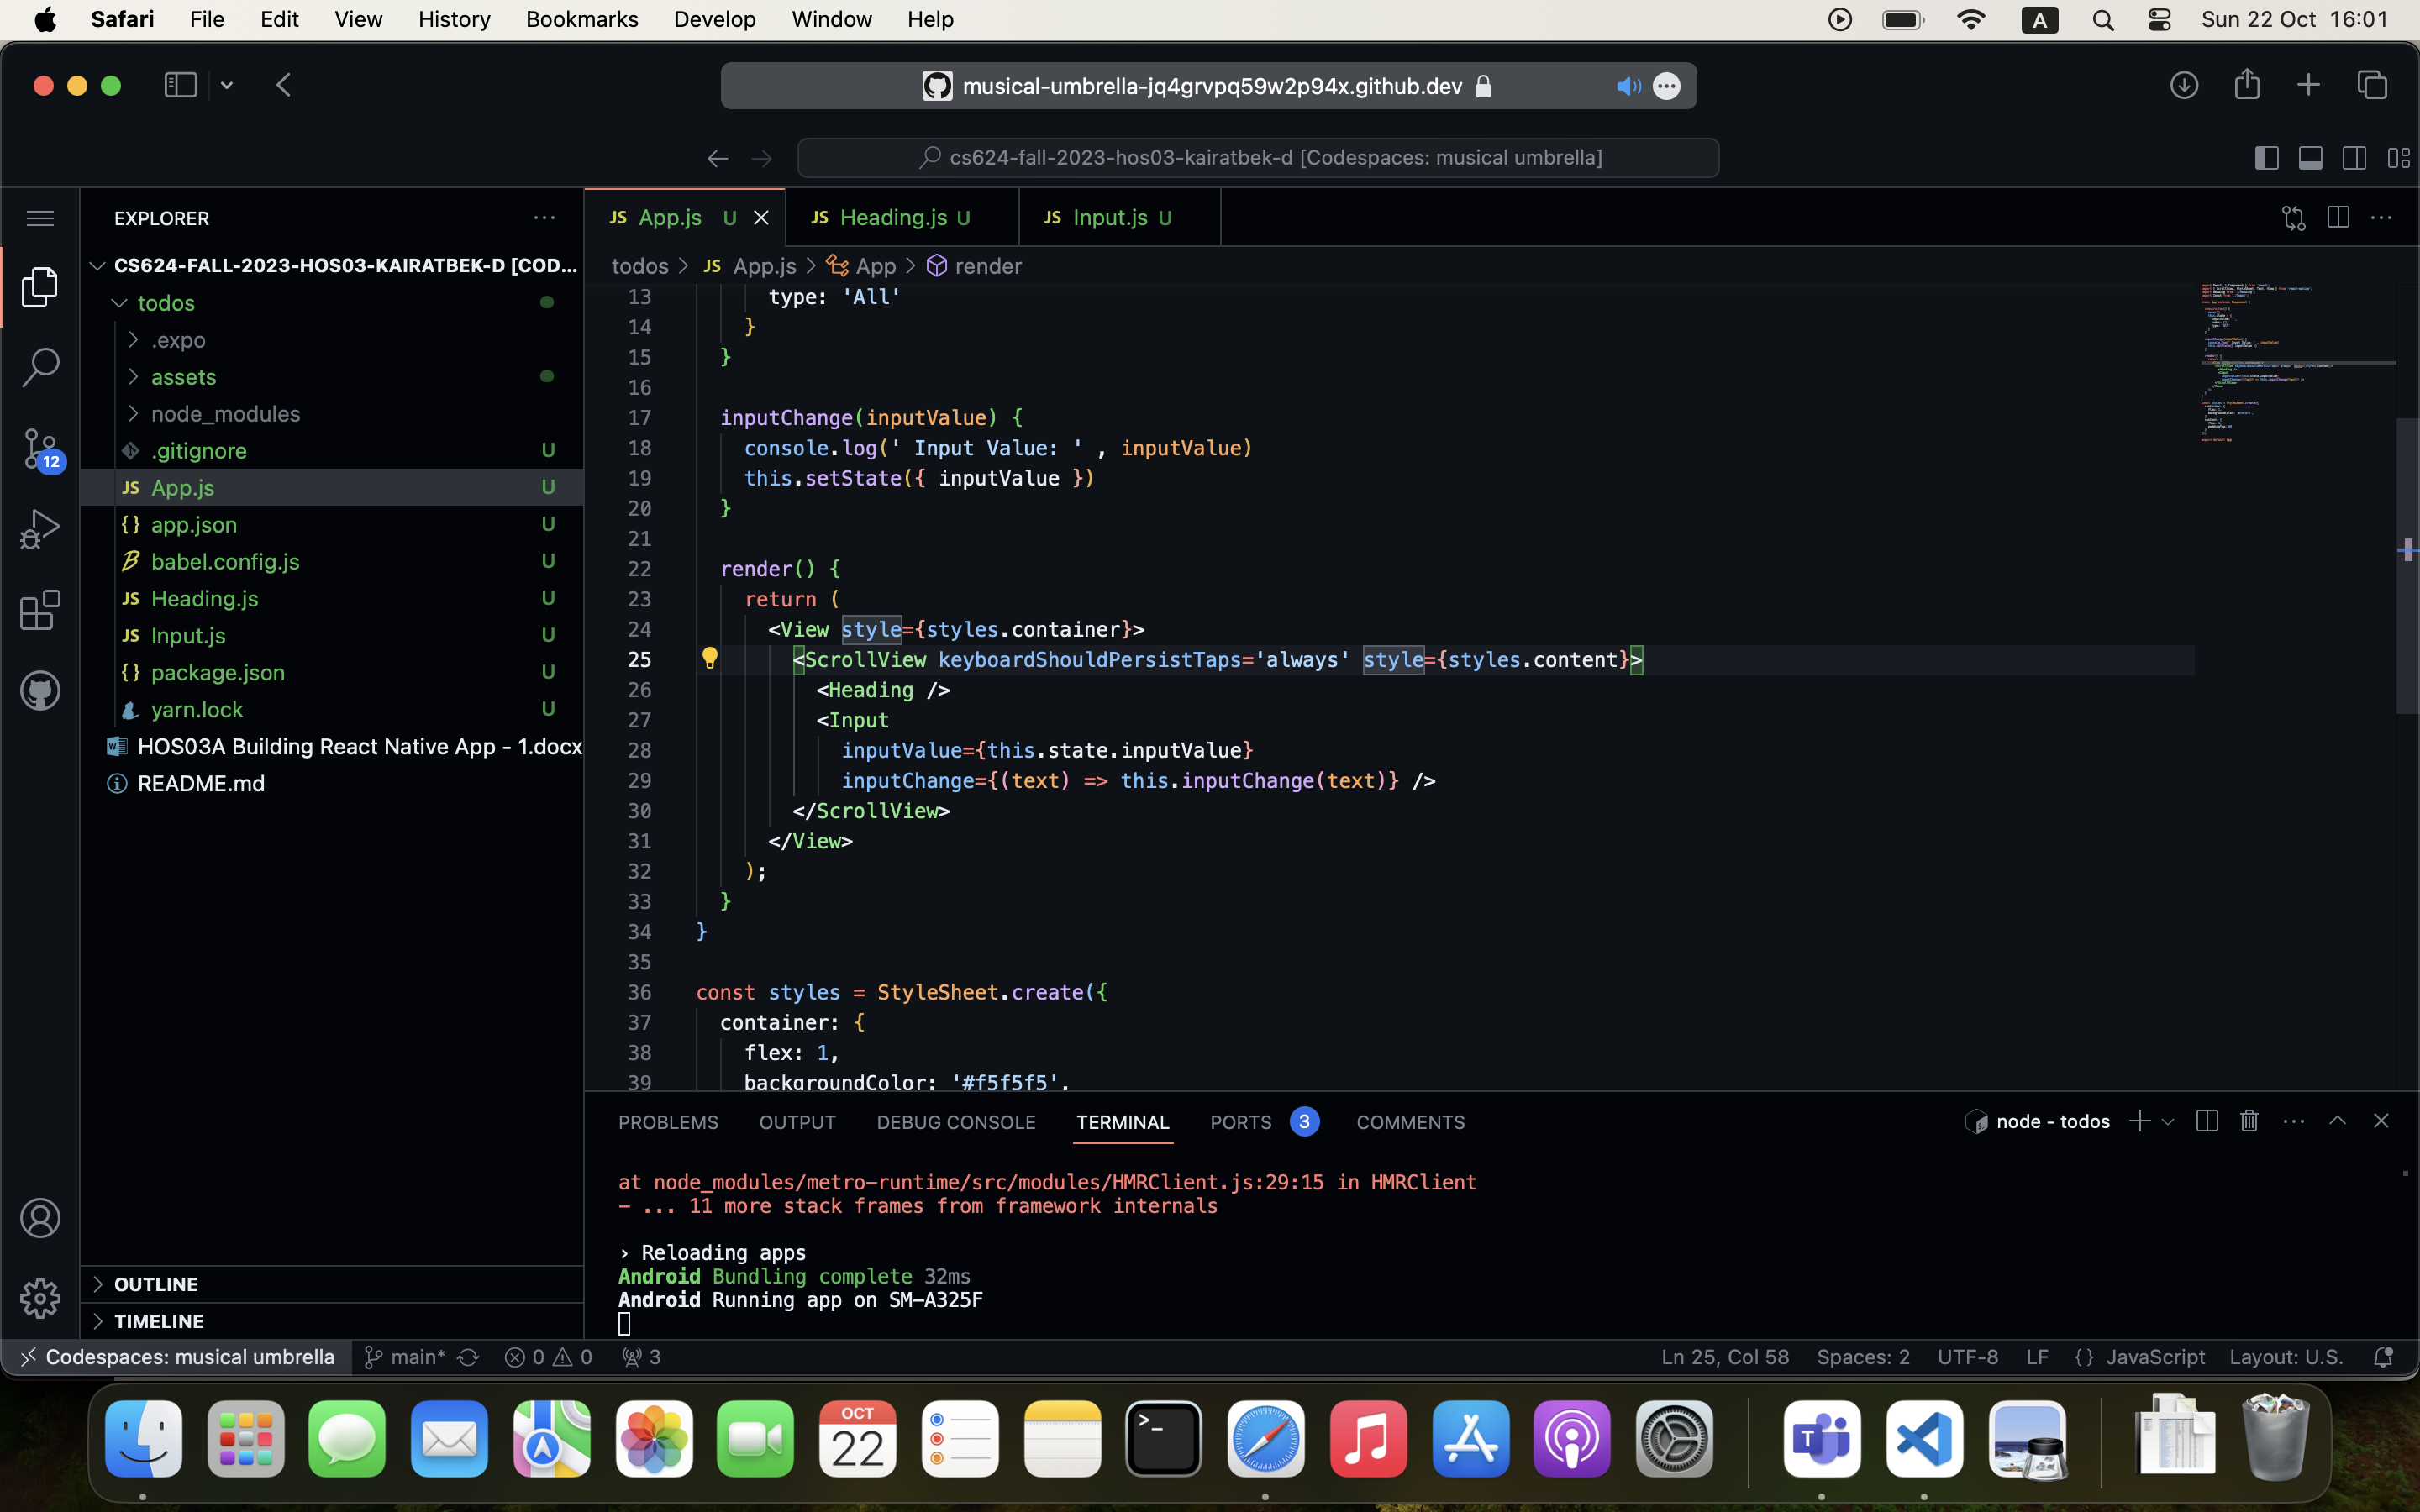 Safari File Edit View History Bookmarks Develop Window Help A Sun 22 Oct 16:01
musical-umbrella-jq4grvpq59w2p94x.github.dev
cs624-fall-2023-hos03-kairatbek-d [Codespaces: musical umbrella]
EXPLORER
CS624-FALL-2023-HOS03-KAIRATBEK-D [COD...
todos
.expo
assets
node_modules
.gitignore U
12
JS App.js U
{} app.json U
babel.config.js U
JS Heading.js U
JS Input.js U
{} package.json U
yarn.lock U
HOS03A Building React Native App - 1.docx
README.md
OUTLINE
TIMELINE
JS App.js U
JS Heading.js U
JS Input.js U
todos > JS App.js > App > render
13 type: 'All'
14 }
15 }
16
17 inputChange(inputValue) {
18 console.log(' Input Value: ' , inputValue)
19 this.setState({ inputValue })
20 }
21
22 render() {
23 return (
24 <View style={styles.container}>
25 <ScrollView keyboardShouldPersistTaps='always' style={styles.content}>
26 <Heading />
27 <Input
28 inputValue={this.state.inputValue}
29 inputChange={(text) => this.inputChange(text)} />
30 </ScrollView>
31 </View>
32 );
33 }
34 }
35
36 const styles = StyleSheet.create({
37 container: {
38 flex: 1,
39 backgroundColor: '#f5f5f5',
PROBLEMS OUTPUT DEBUG CONSOLE TERMINAL PORTS 3 COMMENTS
node - todos
at node_modules/metro-runtime/src/modules/HMRClient.js:29:15 in HMRClient
- ... 11 more stack frames from framework internals
› Reloading apps
Android Bundling complete 32ms
Android Running app on SM-A325F
Codespaces: musical umbrella main* 0 0 3
Ln 25, Col 58 Spaces: 2 UTF-8 LF {} JavaScript Layout: U.S.
OCT
22
>_
T